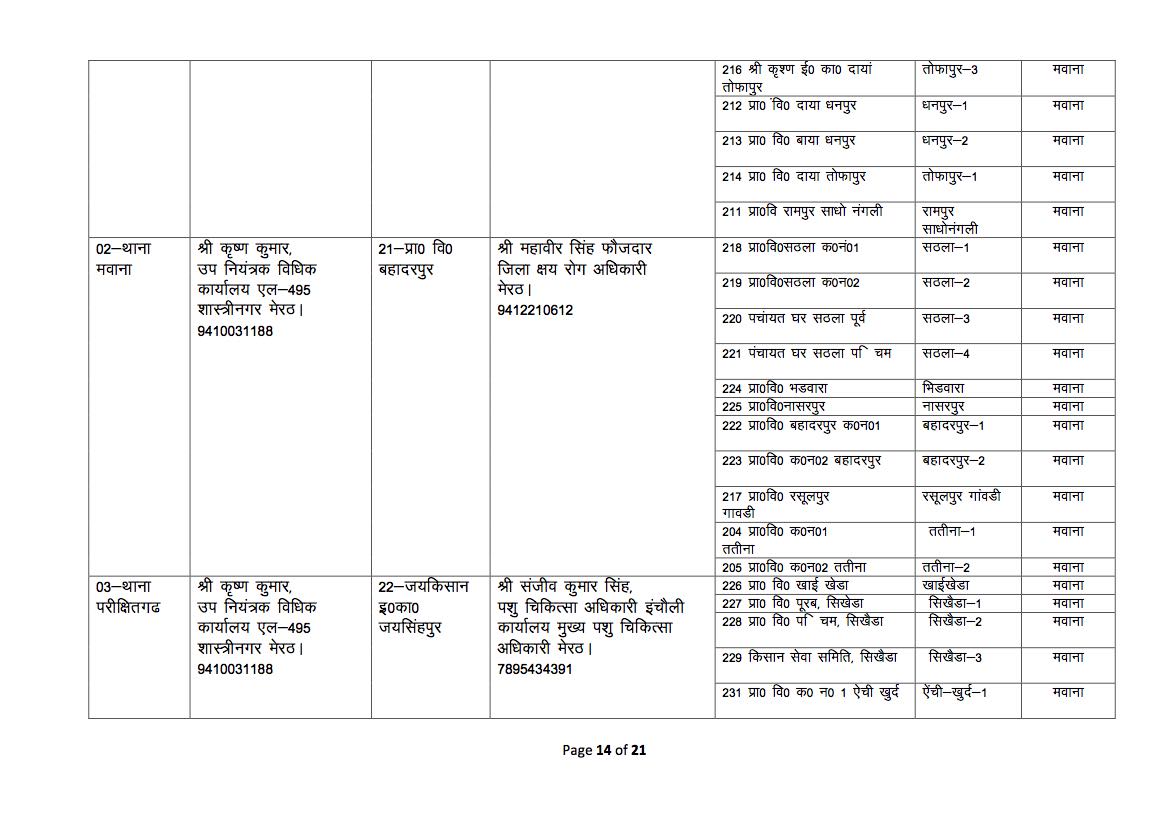 216 श्री कृश्ण ई0 का0 दायां तोफापुर तोफापुर–3 मवाना
212 प्रा0 वि0 दाया धनपुर धनपुर–1 मवाना
213 प्रा0 वि0 बाया धनपुर धनपुर–2 मवाना
214 प्रा0 वि0 दाया तोफापुर तोफापुर–1 मवाना
211 प्रा0वि रामपुर साधो नंगली रामपुर साधोनंगली मवाना
02–थाना मवाना
श्री कृष्ण कुमार,
उप नियंत्रक विधिक
कार्यालय एल–495
शास्त्रीनगर मेरठ।
9410031188
21–प्रा0 वि0
बहादरपुर
श्री महावीर सिंह फौजदार
जिला क्षय रोग अधिकारी
मेरठ।
9412210612
218 प्रा0वि0सठला क0नं01 सठला–1 मवाना
219 प्रा0वि0सठला क0न02 सठला–2 मवाना
220 पचांयत घर सठला पूर्व सठला–3 मवाना
221 पंचायत घर सठला पि चम सठला–4 मवाना
224 प्रा0वि0 भडवारा भिडवारा मवाना
225 प्रा0वि0नासरपुर नासरपुर मवाना
222 प्रा0वि0 बहादरपुर क0न01 बहादरपुर–1 मवाना
223 प्रा0वि0 क0न02 बहादरपुर बहादरपुर–2 मवाना
217 प्रा0वि0 रसूलपुर गावडी रसूलपुर गांवडी मवाना
204 प्रा0वि0 क0न01 ततीना ततीना–1 मवाना
205 प्रा0वि0 क0न02 ततीना ततीना–2 मवाना
03–थाना
परीक्षितगढ
श्री कृष्ण कुमार,
उप नियंत्रक विधिक
कार्यालय एल–495
शास्त्रीनगर मेरठ।
9410031188
22–जयकिसान
इ0का0
जयसिंहपुर
श्री संजीव कुमार सिंह,
पशु चिकित्सा अधिकारी इंचौली
कार्यालय मुख्य पशु चिकित्सा
अधिकारी मेरठ।
7895434391
226 प्रा0 वि0 खाई खेडा खाईखेडा मवाना
227 प्रा0 वि0 पूरब, सिखेडा सिखैडा–1 मवाना
228 प्रा0 वि0 पि चम, सिखैडा सिखैडा–2 मवाना
229 किसान सेवा समिति, सिखैडा सिखैडा–3 मवाना
231 प्रा0 वि0 क0 न0 1 ऐची खुर्द ऐंची–खुर्द–1 मवाना
Page 14 of 21